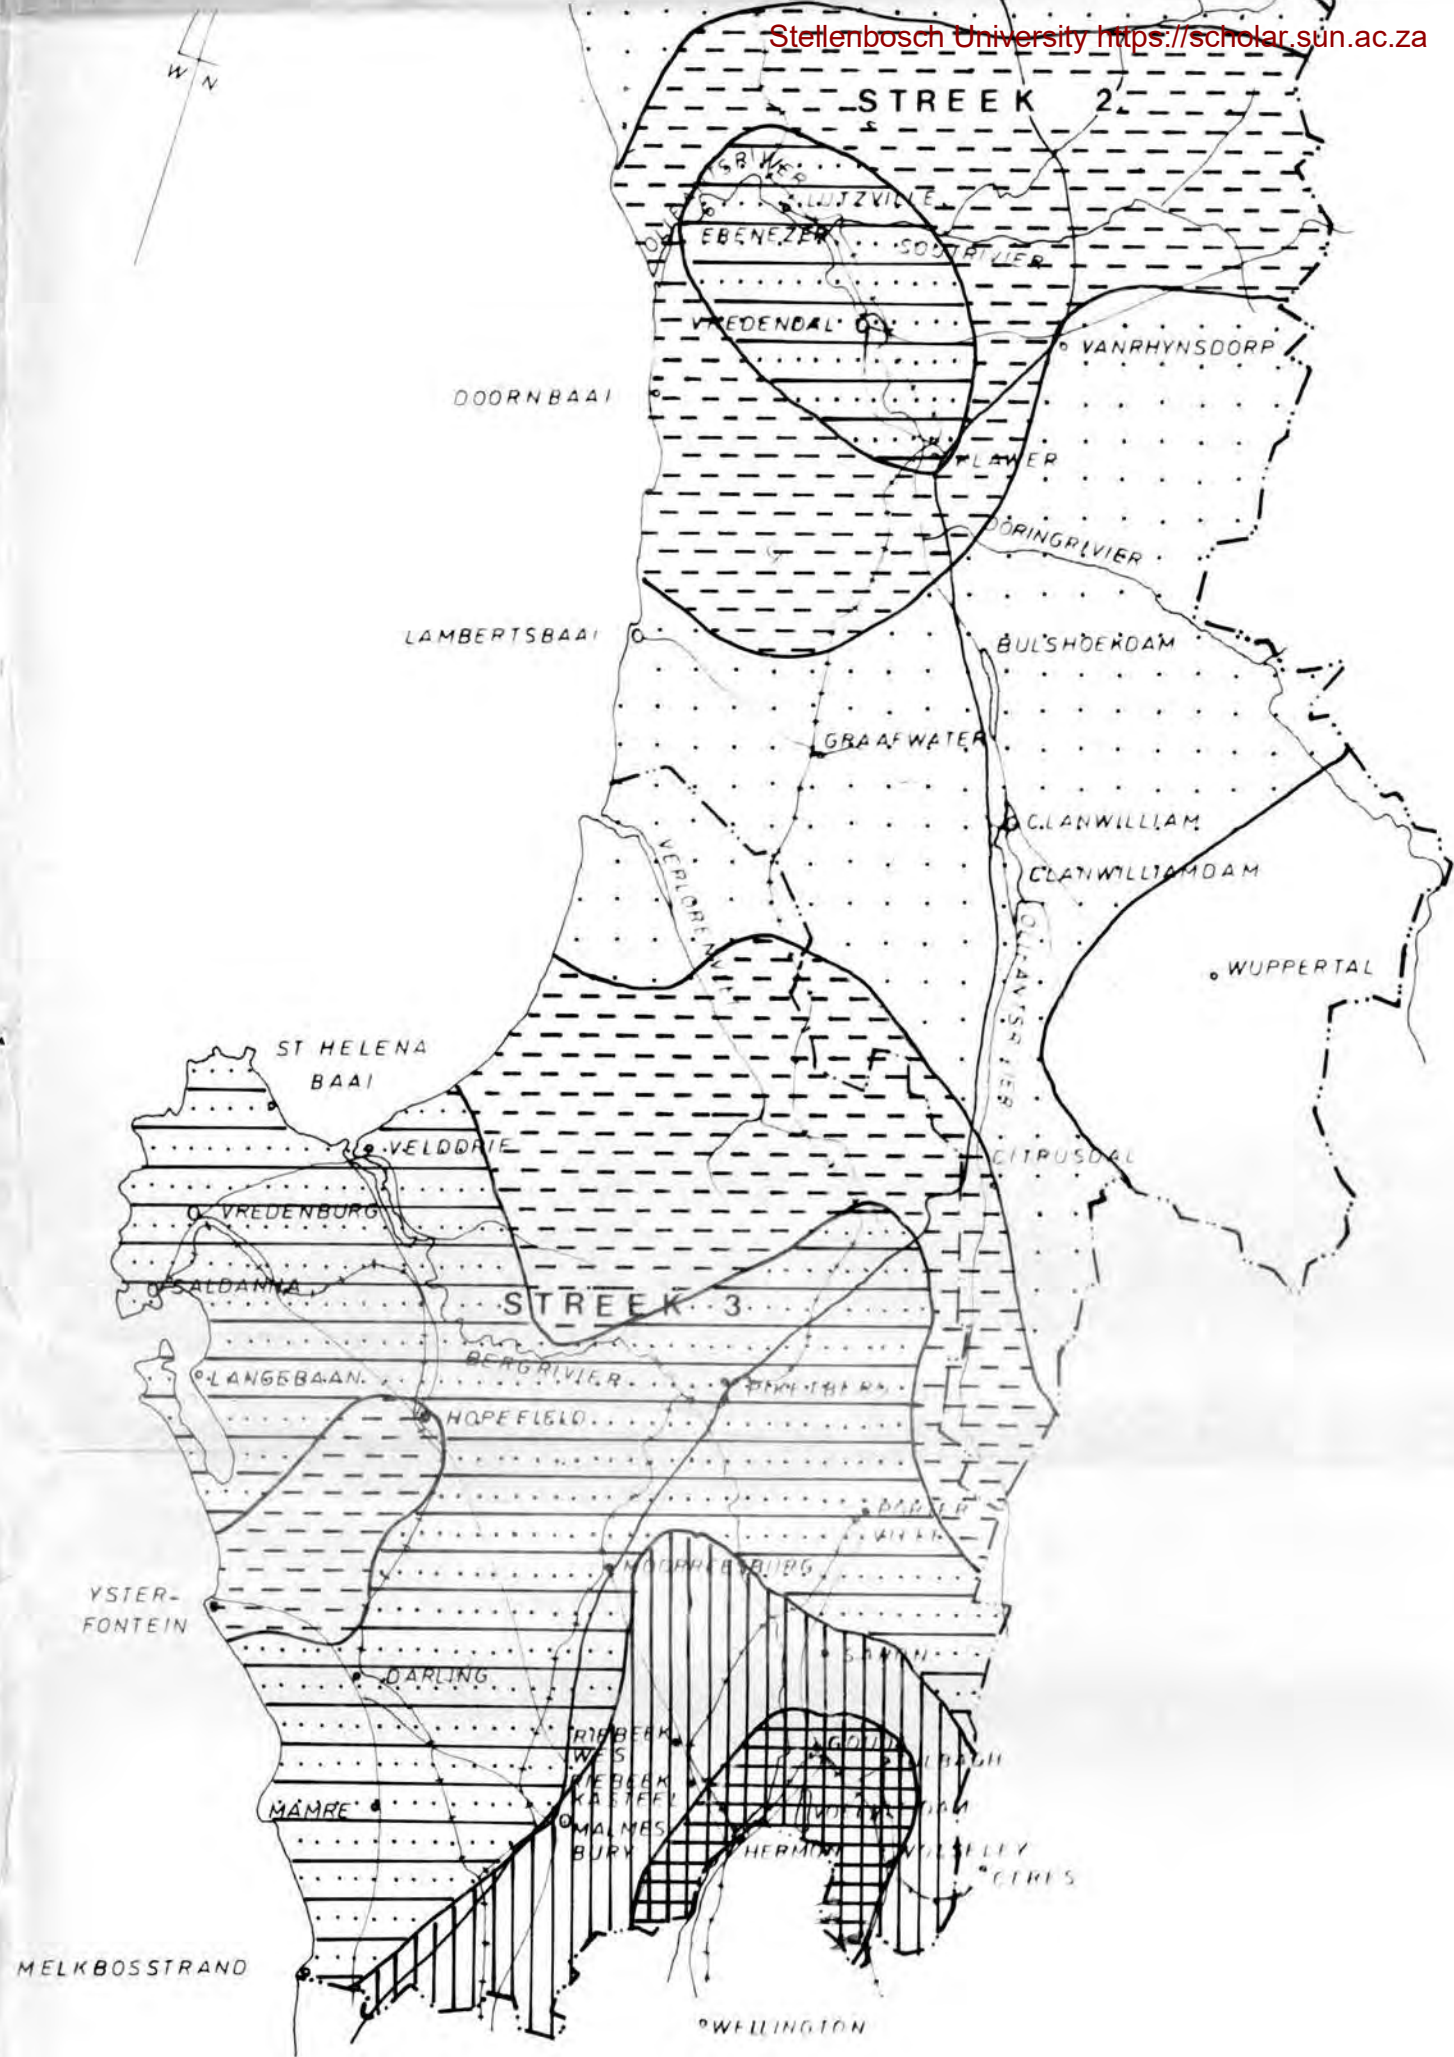 Stellenbosch University https://scholar.sun.ac.za
W N
STREEK 2
LUTZVILLE
EBENEZER
SOUTRIVIER
VREDENDAL
VANRHYNSDORP
DOORNBAAI
KLAWER
DORINGRIVIER
LAMBERTSBAAI
BULSHOEKDAM
GRAAFWATER
CLANWILLIAM
CLANWILLIAMDAM
WUPPERTAL
ST HELENA
BAAI
VELDDRIF
CITRUSDAL
VREDENBURG
SALDANHA
STREEK 3
BERGRIVIER
LANGEBAAN
HOPEFIELD
YSTER-
FONTEIN
MOORREESBURG
SARON
DARLING
RIEBEEK
WES
RIEBEEK
KASTEEL
MAMRE
MALMES
BURY
HERMON
WOLSELEY
CERES
MELKBOSSTRAND
WELLINGTON